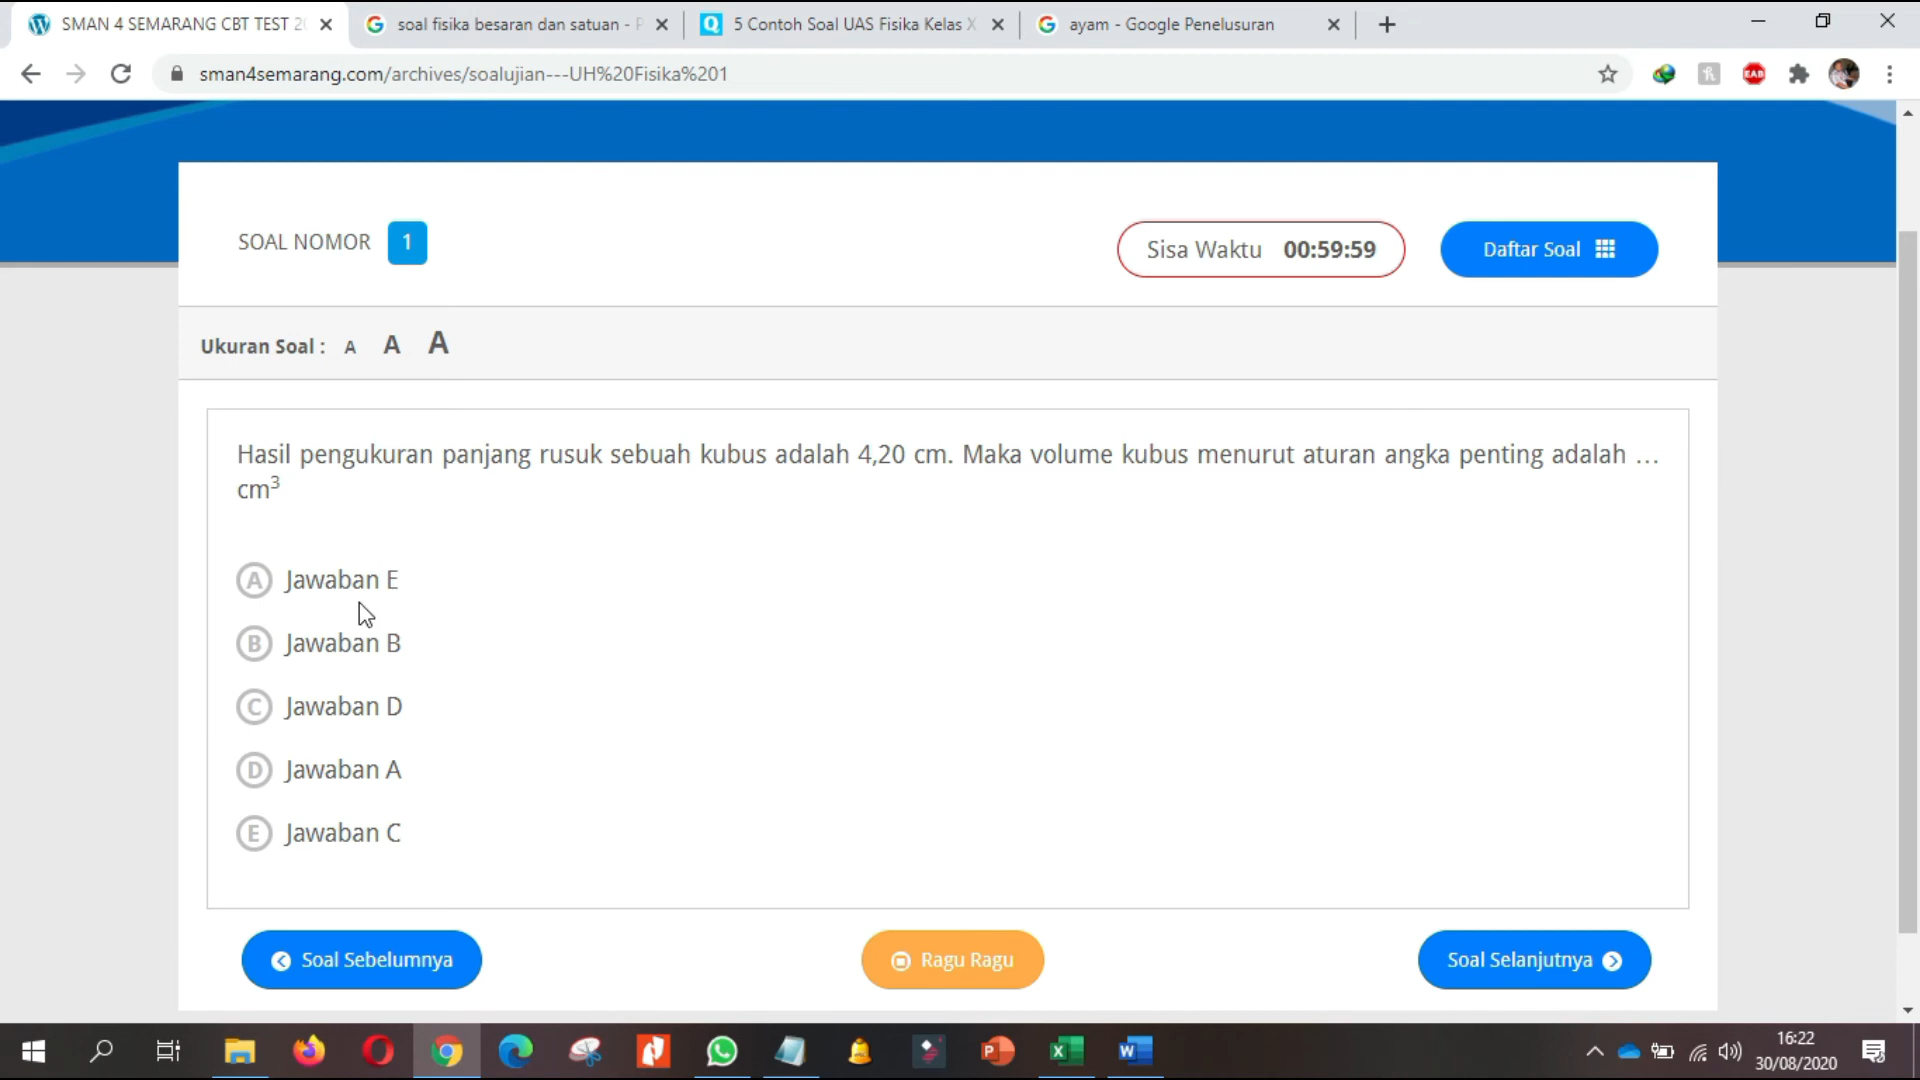 SMAN 4 SEMARANG CBT TEST 20
soal fisika besaran dan satuan - P
5 Contoh Soal UAS Fisika Kelas X
ayam - Google Penelusuran
sman4semarang.com/archives/soalujian---UH%20Fisika%201
EAB
SOAL NOMOR 1
Sisa Waktu 00:59:59
Daftar Soal
Ukuran Soal : A A A
Hasil pengukuran panjang rusuk sebuah kubus adalah 4,20 cm. Maka volume kubus menurut aturan angka penting adalah …
cm³
A Jawaban E
B Jawaban B
C Jawaban D
D Jawaban A
E Jawaban C
Soal Sebelumnya
Ragu Ragu
Soal Selanjutnya
16:22
30/08/2020